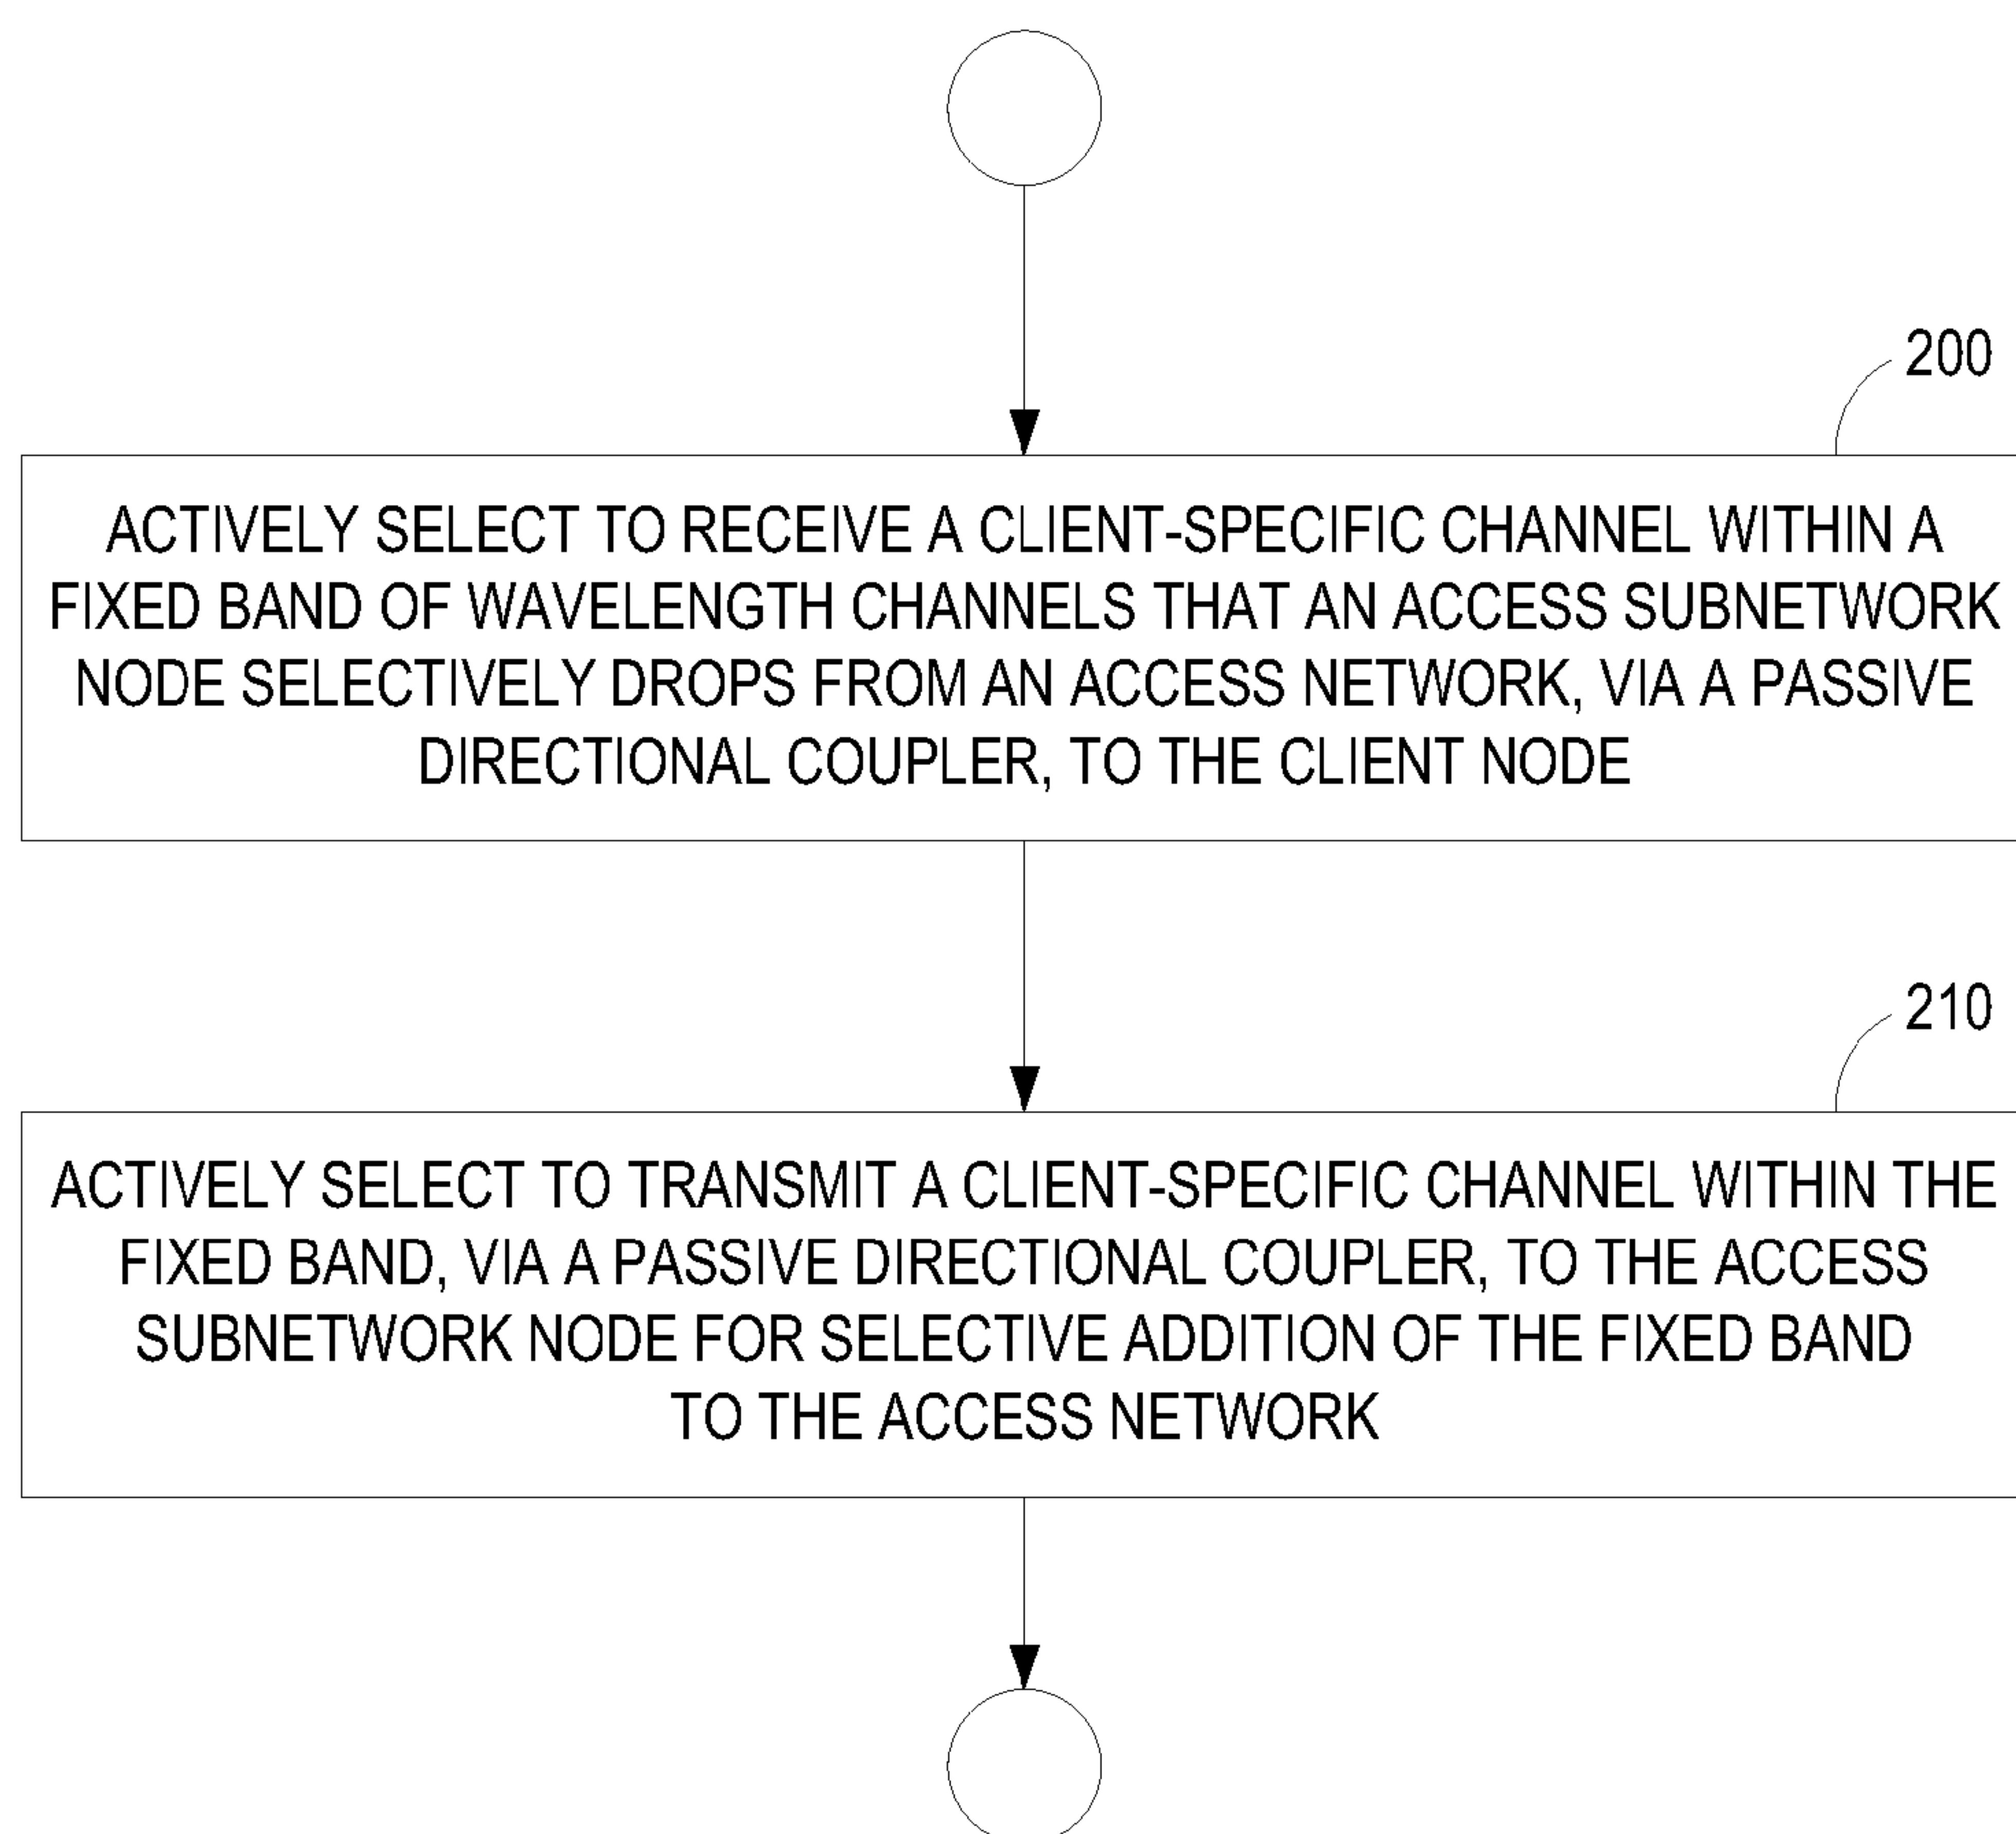 200
ACTIVELY SELECT TO RECEIVE A CLIENT-SPECIFIC CHANNEL WITHIN A
FIXED BAND OF WAVELENGTH CHANNELS THAT AN ACCESS SUBNETWORK
NODE SELECTIVELY DROPS FROM AN ACCESS NETWORK, VIA A PASSIVE
DIRECTIONAL COUPLER, TO THE CLIENT NODE
210
ACTIVELY SELECT TO TRANSMIT A CLIENT-SPECIFIC CHANNEL WITHIN THE
FIXED BAND, VIA A PASSIVE DIRECTIONAL COUPLER, TO THE ACCESS
SUBNETWORK NODE FOR SELECTIVE ADDITION OF THE FIXED BAND
TO THE ACCESS NETWORK